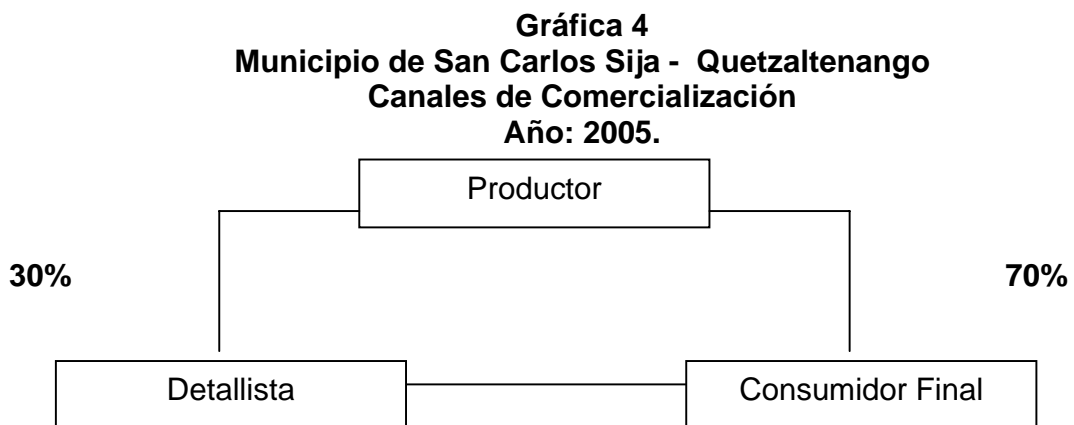 Gráfica 4
Municipio de San Carlos Sija - Quetzaltenango
Canales de Comercialización
Año: 2005.
Productor
30%
70%
Detallista
Consumidor Final